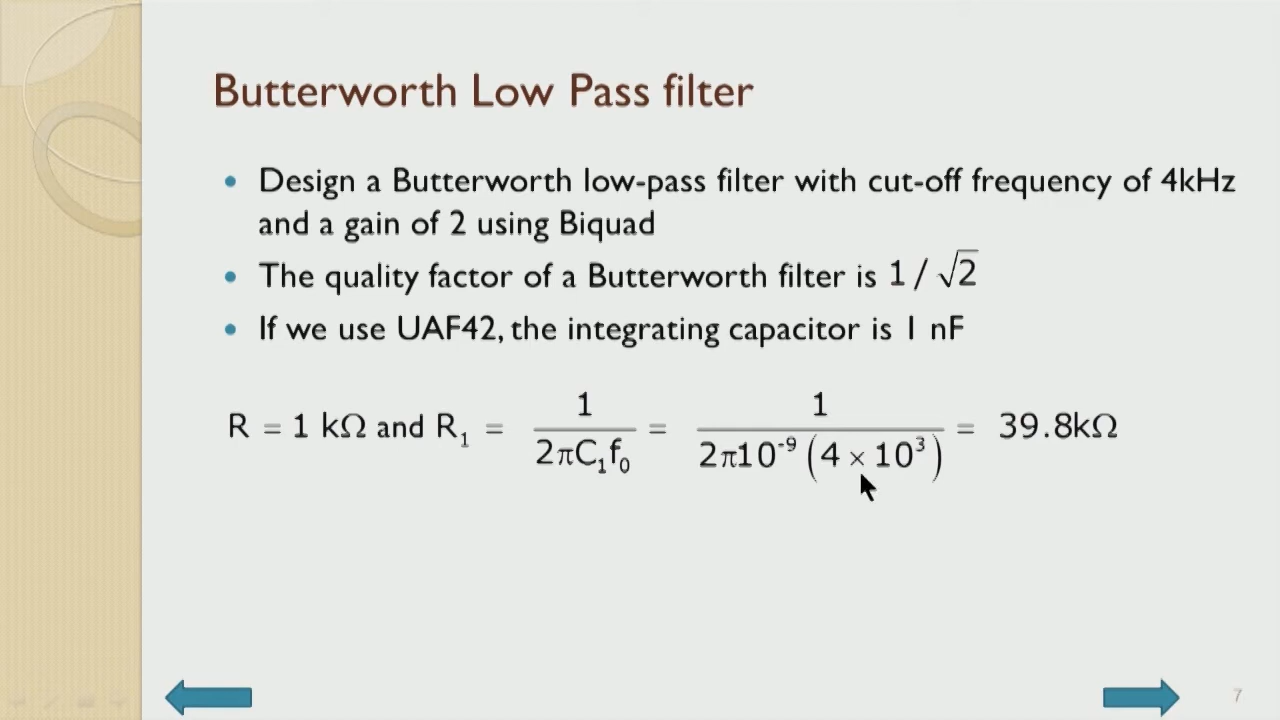 Butterworth Low Pass filter
• Design a Butterworth low-pass filter with cut-off frequency of 4kHz
and a gain of 2 using Biquad
• The quality factor of a Butterworth filter is 1 / √2
• If we use UAF42, the integrating capacitor is 1 nF
R = 1 kΩ and R₁ = 1 / (2πC₁f₀) = 1 / (2π10⁻⁹ (4 × 10³)) = 39.8kΩ
7